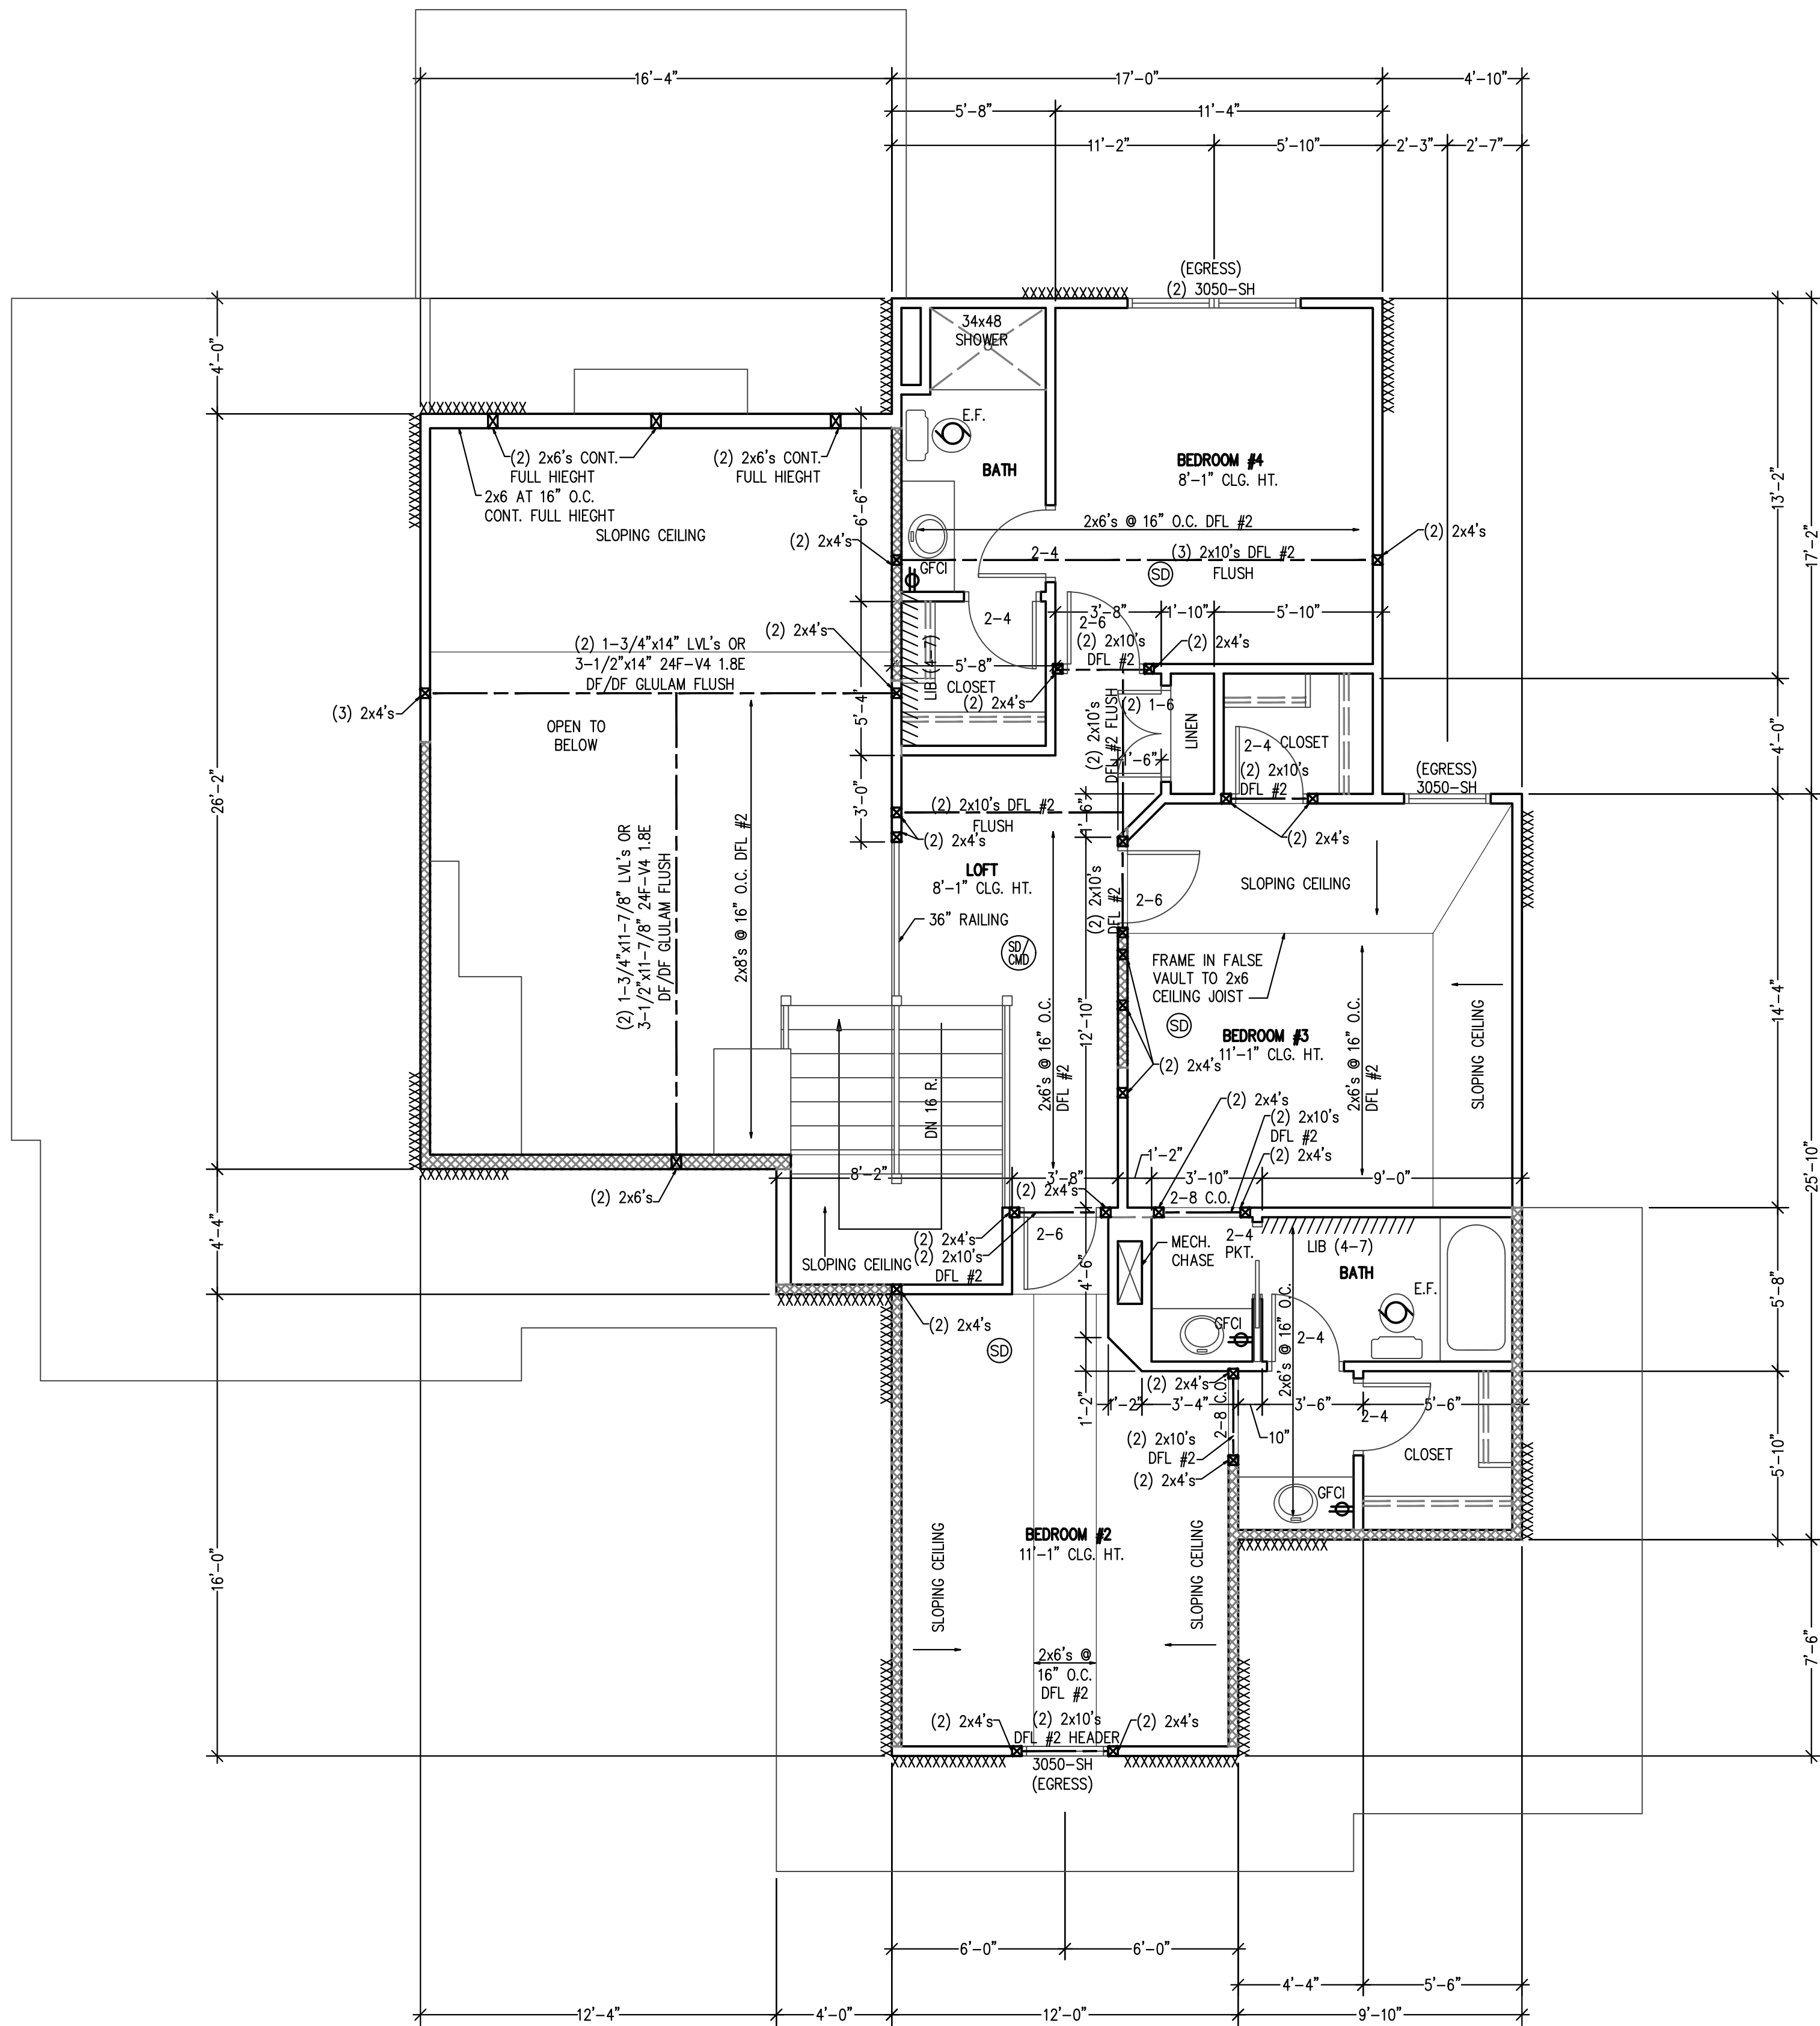 16'-4"
17'-0"
4'-10"
5'-8"
11'-4"
11'-2"
5'-10"
2'-3"
2'-7"
(EGRESS)
(2) 3050-SH
34x48
SHOWER
4'-0"
E.F.
BATH
BEDROOM #4
8'-1" CLG. HT.
(2) 2x6's CONT.
FULL HIEGHT
(2) 2x6's CONT.
FULL HIEGHT
2x6 AT 16" O.C.
CONT. FULL HIEGHT
SLOPING CEILING
6'-6"
13'-2"
17'-2"
2x6's @ 16" O.C. DFL #2
(2) 2x4's
(2) 2x4's
2-4
(3) 2x10's DFL #2
FLUSH
GFCI
SD
3'-8"
1'-10"
5'-10"
2-4
2-6
(2) 2x4's
(2) 2x10's
DFL #2
(2) 2x4's
(2) 1-3/4"x14" LVL's OR
3-1/2"x14" 24F-V4 1.8E
DF/DF GLULAM FLUSH
LIB (4-7)
5'-8"
CLOSET
(2) 2x4's
(3) 2x4's
5'-4"
OPEN TO
BELOW
(2) 2x10's
DFL #2 FLUSH
(2) 1-6
LINEN
1'-6"
2-4
CLOSET
(2) 2x10's
DFL #2
4'-0"
(EGRESS)
3050-SH
26'-2"
3'-0"
(2) 2x10's DFL #2
FLUSH
1'-6"
(2) 2x4's
(2) 2x4's
LOFT
8'-1" CLG. HT.
36" RAILING
SD/
CMD
(2) 2x10's
DFL #2
2-6
SLOPING CEILING
(2) 1-3/4"x11-7/8" LVL's OR
3-1/2"x11-7/8" 24F-V4 1.8E
DF/DF GLULAM FLUSH
2x8's @ 16" O.C. DFL #2
FRAME IN FALSE
VAULT TO 2x6
CEILING JOIST
SD
12'-10"
BEDROOM #3
11'-1" CLG. HT.
(2) 2x4's
2x6's @ 16" O.C.
DFL #2
2x6's @ 16" O.C.
DFL #2
SLOPING CEILING
14'-4"
25'-10"
DN 16 R.
(2) 2x4's
(2) 2x10's
DFL #2
(2) 2x4's
1'-2"
8'-2"
3'-8"
3'-10"
9'-0"
(2) 2x6's
(2) 2x4's
2-8 C.O.
4'-4"
(2) 2x4's
(2) 2x10's
DFL #2
2-6
SLOPING CEILING
MECH.
CHASE
2-4
PKT.
LIB (4-7)
BATH
4'-6"
E.F.
5'-8"
(2) 2x4's
SD
GFCI
2-4
2x6's @ 16" O.C.
(2) 2x4's
1'-2"
1'-2"
3'-4"
2-8 C.O.
3'-6"
5'-6"
2-4
10"
(2) 2x10's
DFL #2
(2) 2x4's
CLOSET
5'-10"
GFCI
BEDROOM #2
11'-1" CLG. HT.
16'-0"
SLOPING CEILING
SLOPING CEILING
7'-6"
2x6's @
16" O.C.
DFL #2
(2) 2x4's
(2) 2x10's
DFL #2 HEADER
(2) 2x4's
3050-SH
(EGRESS)
6'-0"
6'-0"
4'-4"
5'-6"
12'-4"
4'-0"
12'-0"
9'-10"